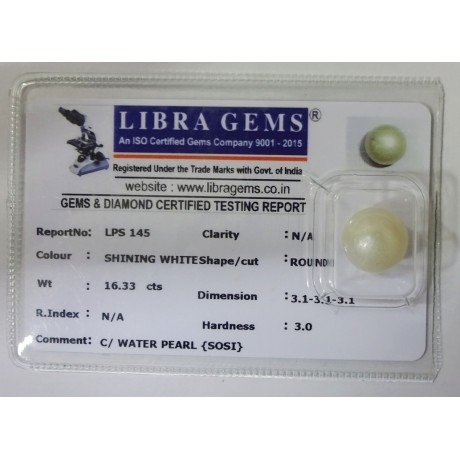 LIBRA GEMS®
An ISO Certified Gems Company 9001 - 2015
Registered Under the Trade Marks with Govt. of India
website : www.libragems.co.in
GEMS & DIAMOND CERTIFIED TESTING REPORT
ReportNo: LPS 145 Clarity : N/A
Colour : SHINING WHITE Shape/cut : ROUND
Wt : 16.33 cts
Dimension : 3.1-3.1-3.1
R.Index : N/A
Hardness : 3.0
Comment: C/ WATER PEARL {SOSI}